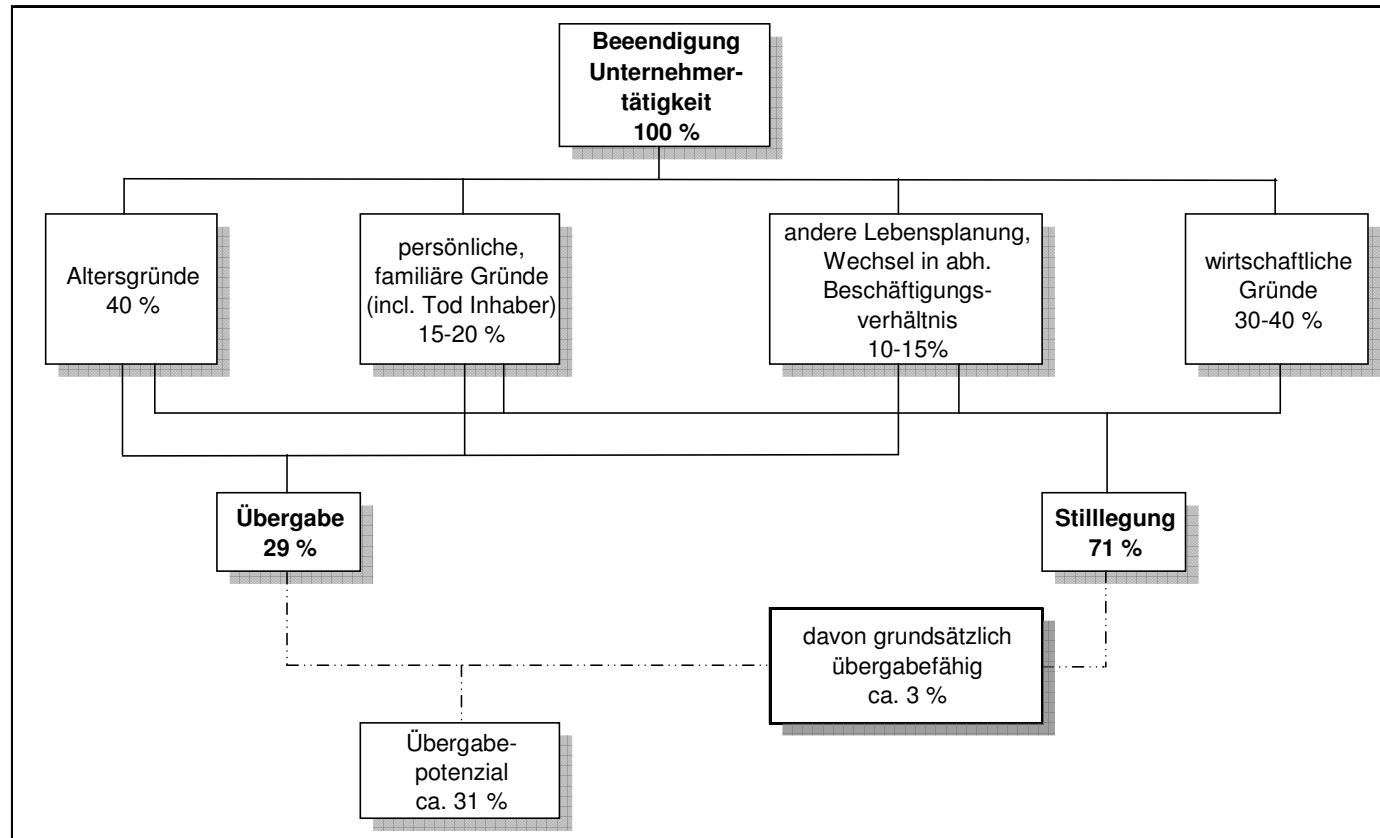 Beeendigung
Unternehmer-
tätigkeit
100 %
Altersgründe
40 %
persönliche,
familiäre Gründe
(incl. Tod Inhaber)
15-20 %
andere Lebensplanung,
Wechsel in abh.
Beschäftigungs-
verhältnis
10-15%
wirtschaftliche
Gründe
30-40 %
Übergabe
29 %
Stilllegung
71 %
davon grundsätzlich
übergabefähig
ca. 3 %
Übergabe-
potenzial
ca. 31 %